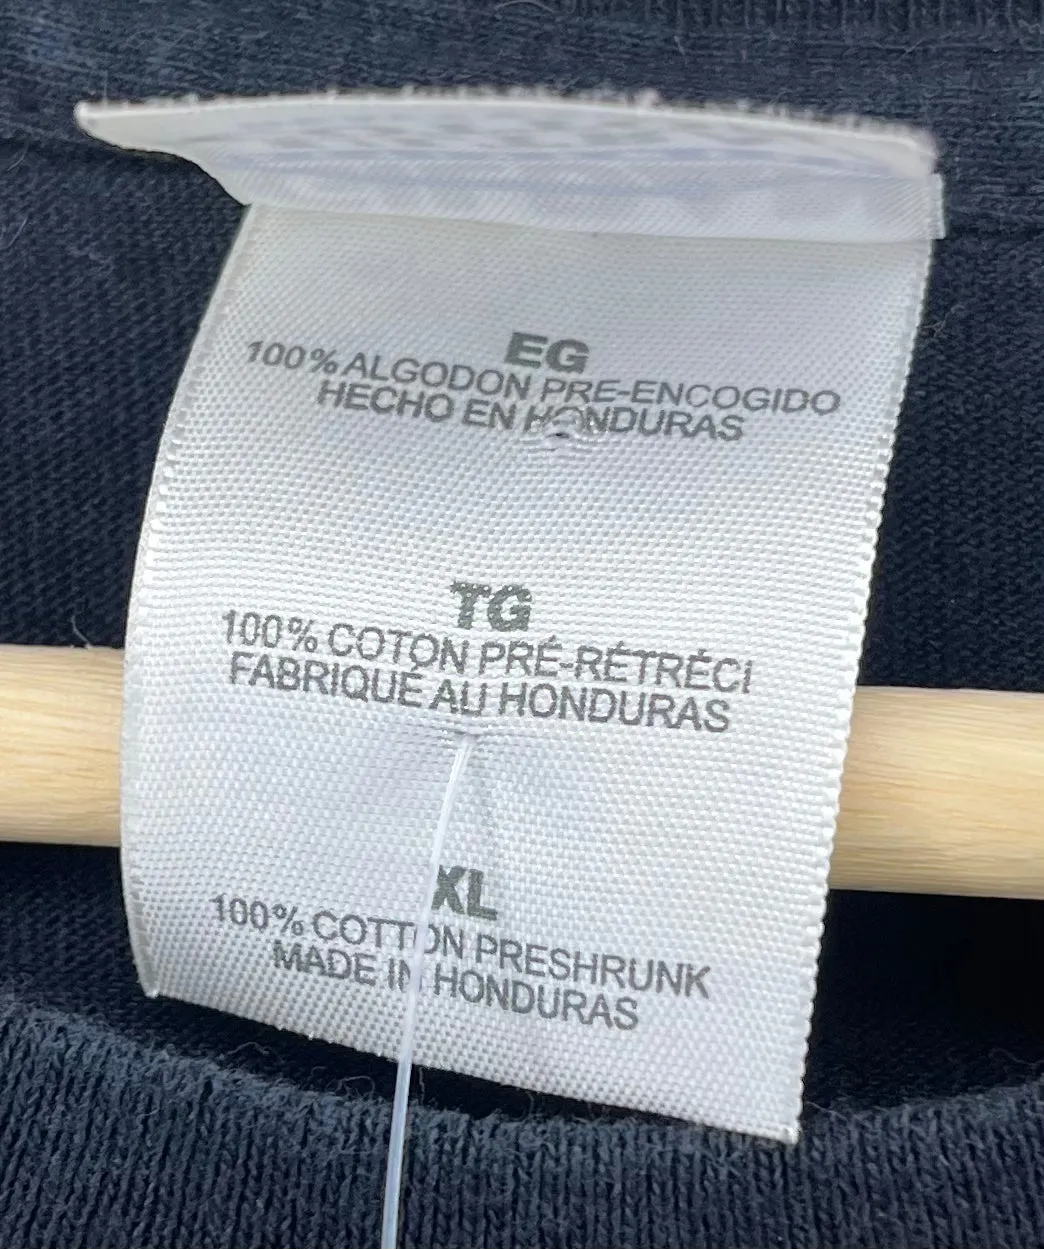 EG
100% ALGODON PRE-ENCOGIDO
HECHO EN HONDURAS
TG
100% COTON PRÉ-RÉTRÉCI
FABRIQUÉ AU HONDURAS
XL
100% COTTON PRESHRUNK
MADE IN HONDURAS